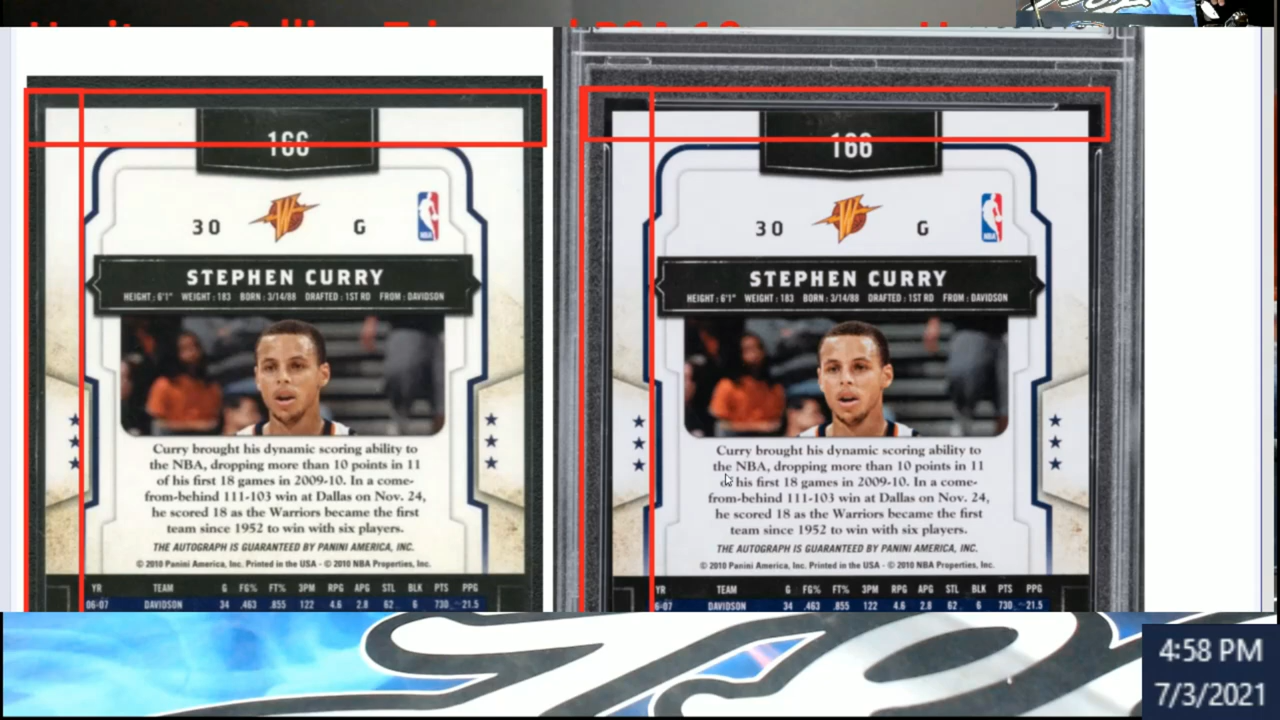 166
30 G
NBA
STEPHEN CURRY
HEIGHT : 6'1" WEIGHT : 183 BORN : 3/14/88 DRAFTED : 1ST RD FROM : DAVIDSON
Curry brought his dynamic scoring ability to
the NBA, dropping more than 10 points in 11
of his first 18 games in 2009-10. In a come-
from-behind 111-103 win at Dallas on Nov. 24,
he scored 18 as the Warriors became the first
team since 1952 to win with six players.
THE AUTOGRAPH IS GUARANTEED BY PANINI AMERICA, INC.
© 2010 Panini America, Inc. Printed in the USA - © 2010 NBA Properties, Inc.
YR TEAM G FG% FT% 3PM RPG APG STL BLK PTS PPG
06-07 DAVIDSON 34 .463 .855 122 4.6 2.8 62 6 730 21.5
166
30 G
NBA
STEPHEN CURRY
HEIGHT : 6'1" WEIGHT : 183 BORN : 3/14/88 DRAFTED : 1ST RD FROM : DAVIDSON
Curry brought his dynamic scoring ability to
the NBA, dropping more than 10 points in 11
of his first 18 games in 2009-10. In a come-
from-behind 111-103 win at Dallas on Nov. 24,
he scored 18 as the Warriors became the first
team since 1952 to win with six players.
THE AUTOGRAPH IS GUARANTEED BY PANINI AMERICA, INC.
© 2010 Panini America, Inc. Printed in the USA - © 2010 NBA Properties, Inc.
TEAM G FG% FT% 3PM RPG APG STL BLK PTS PPG
6-07 DAVIDSON 34 .463 .855 122 4.6 2.8 62 6 730 21.5
4:58 PM
7/3/2021